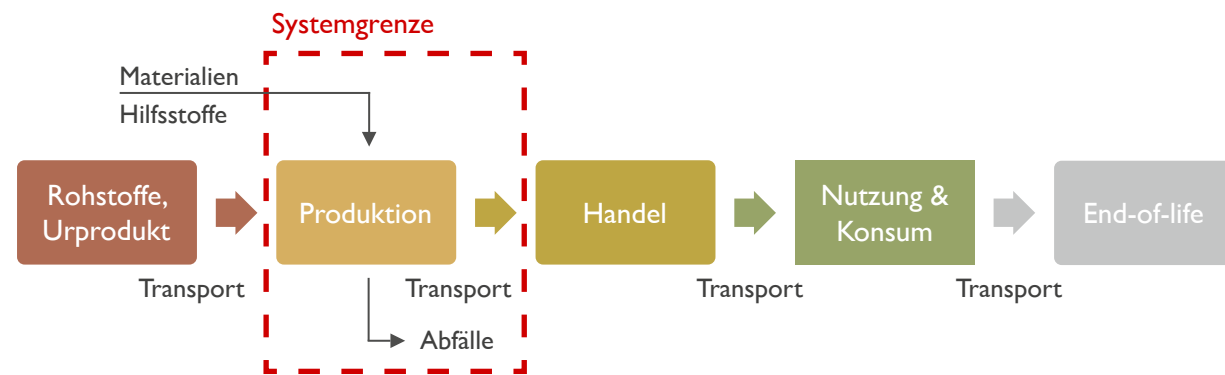 Systemgrenze
Materialien
Hilfsstoffe
Rohstoffe,
Urprodukt
Produktion
Handel
Nutzung &
Konsum
End-of-life
Transport
Transport
Transport
Transport
Abfälle